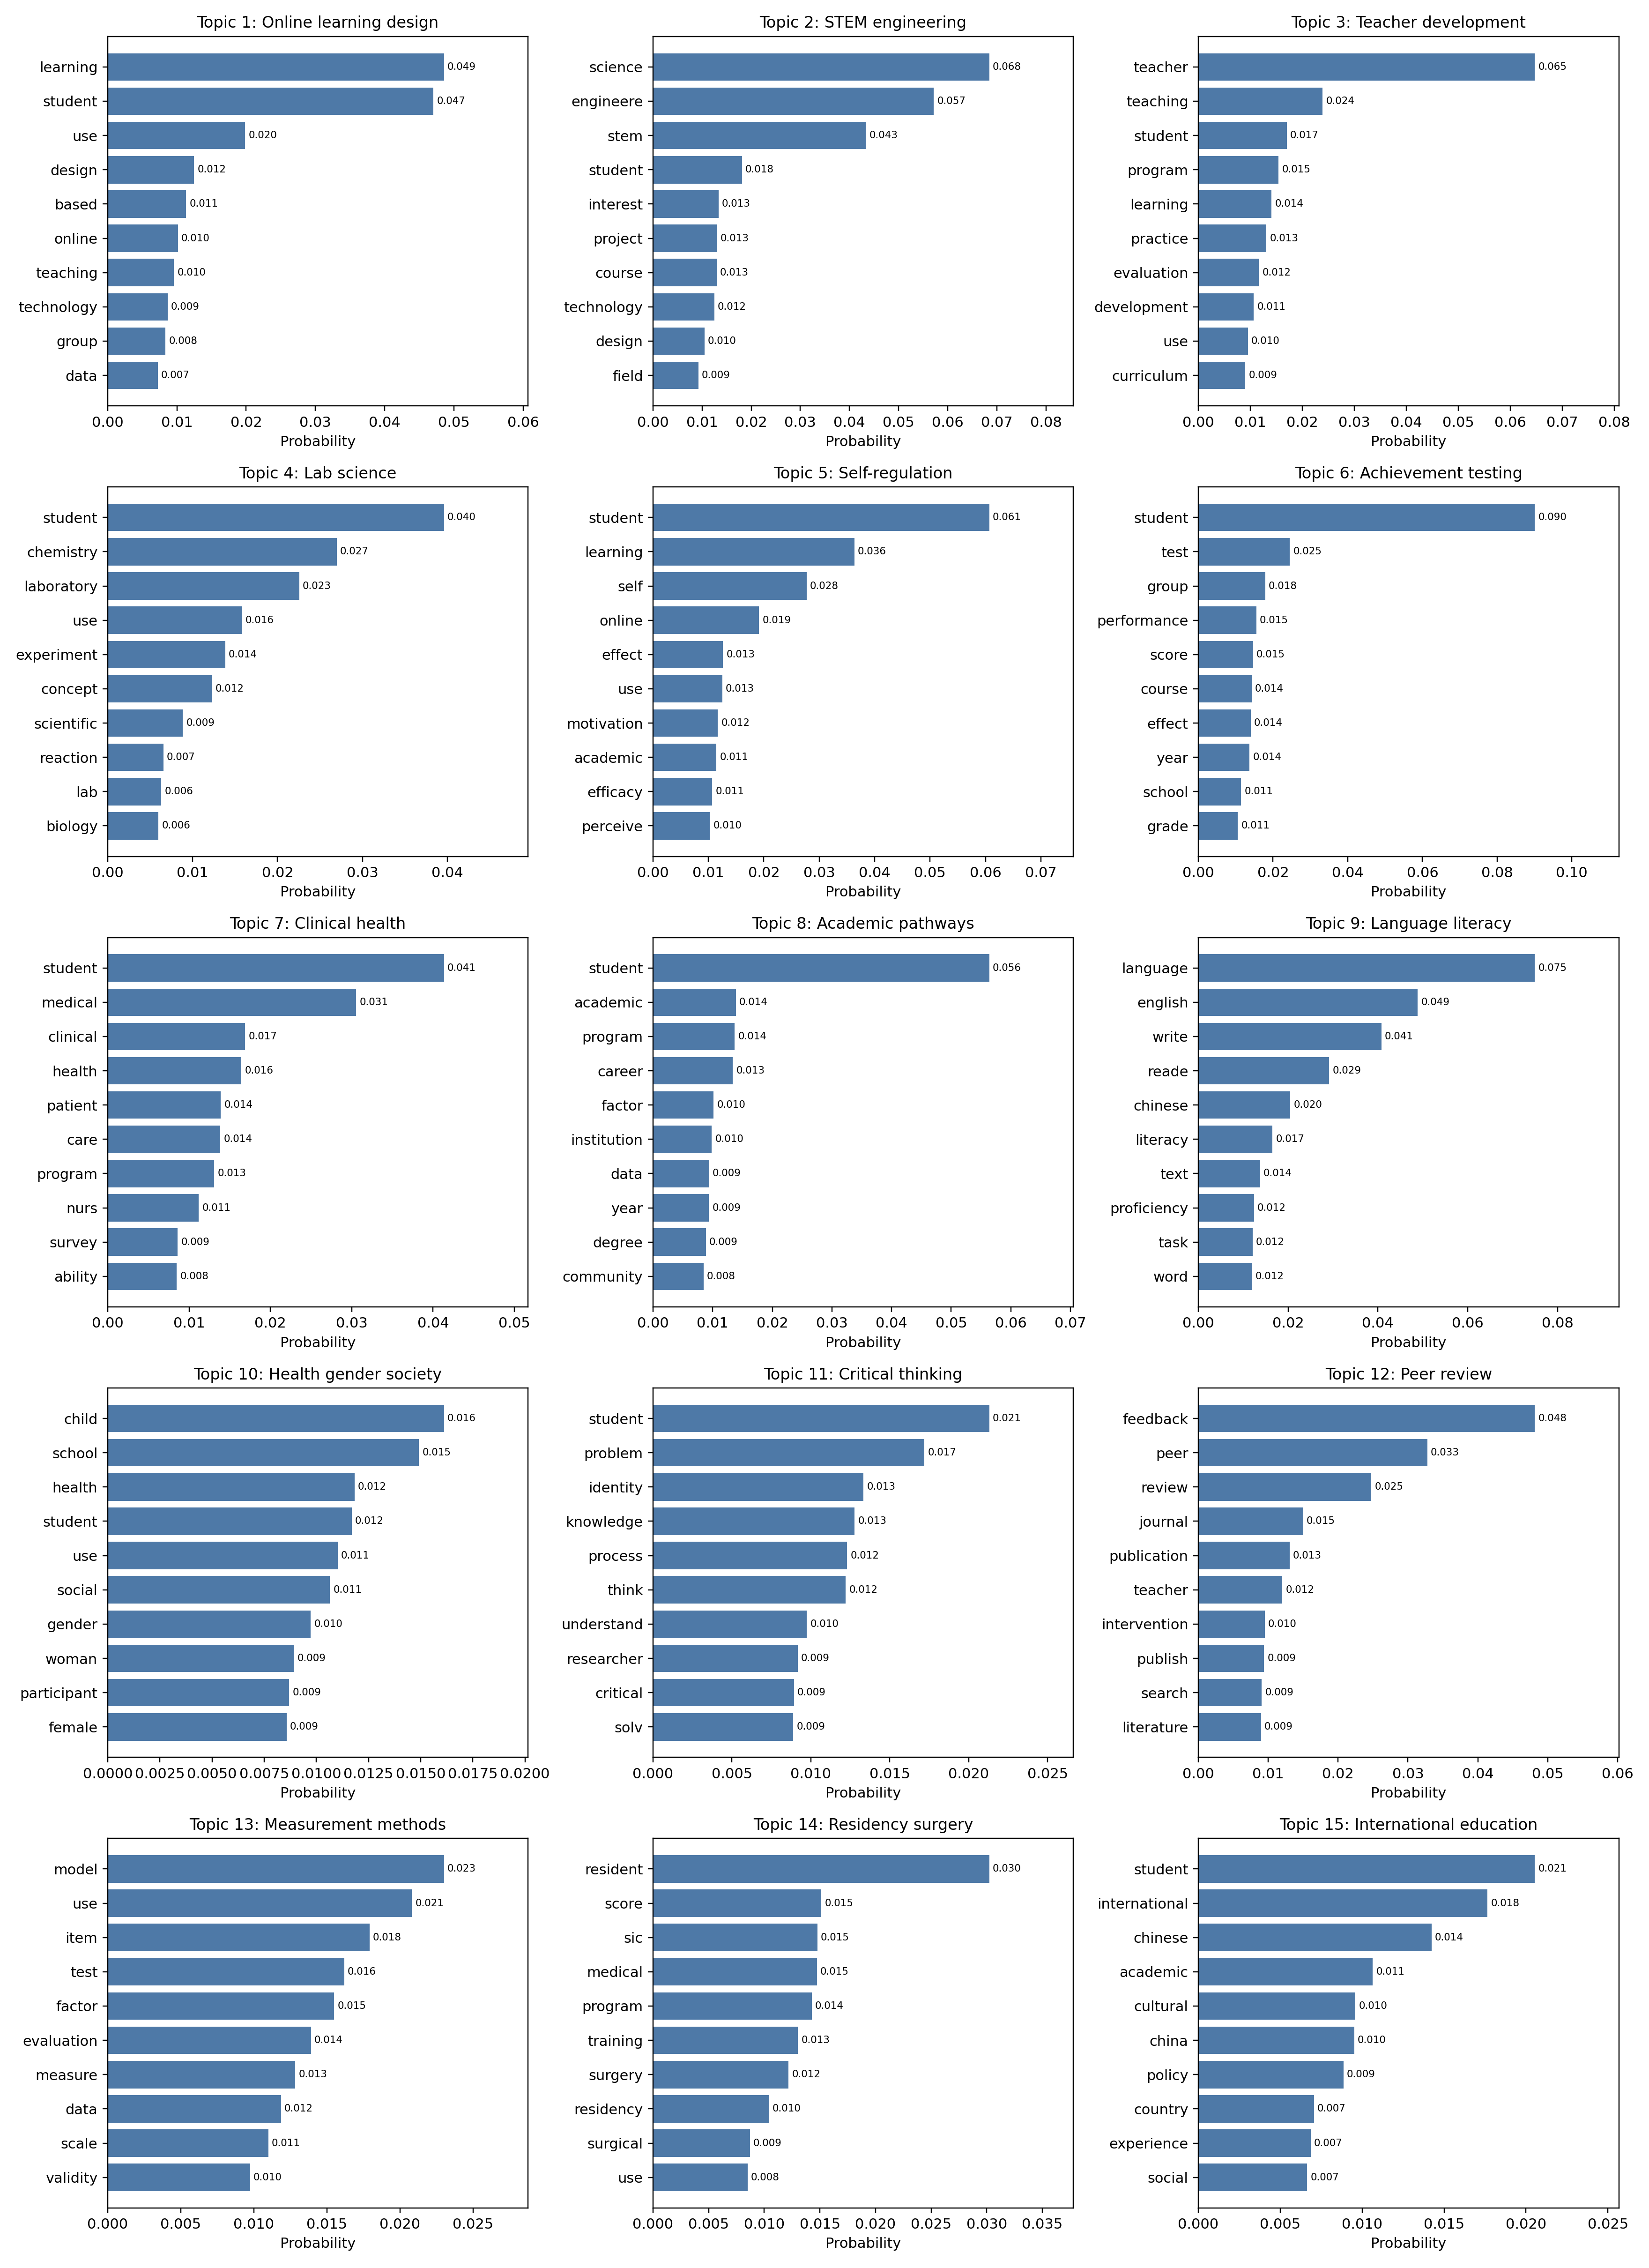 Topic 1: Online learning design
learning 0.049
student 0.047
use 0.020
design 0.012
based 0.011
online 0.010
teaching 0.010
technology 0.009
group 0.008
data 0.007
0.00 0.01 0.02 0.03 0.04 0.05 0.06
Probability
Topic 2: STEM engineering
science 0.068
engineere 0.057
stem 0.043
student 0.018
interest 0.013
project 0.013
course 0.013
technology 0.012
design 0.010
field 0.009
0.00 0.01 0.02 0.03 0.04 0.05 0.06 0.07 0.08
Probability
Topic 3: Teacher development
teacher 0.065
teaching 0.024
student 0.017
program 0.015
learning 0.014
practice 0.013
evaluation 0.012
development 0.011
use 0.010
curriculum 0.009
0.00 0.01 0.02 0.03 0.04 0.05 0.06 0.07 0.08
Probability
Topic 4: Lab science
student 0.040
chemistry 0.027
laboratory 0.023
use 0.016
experiment 0.014
concept 0.012
scientific 0.009
reaction 0.007
lab 0.006
biology 0.006
0.00 0.01 0.02 0.03 0.04
Probability
Topic 5: Self-regulation
student 0.061
learning 0.036
self 0.028
online 0.019
effect 0.013
use 0.013
motivation 0.012
academic 0.011
efficacy 0.011
perceive 0.010
0.00 0.01 0.02 0.03 0.04 0.05 0.06 0.07
Probability
Topic 6: Achievement testing
student 0.090
test 0.025
group 0.018
performance 0.015
score 0.015
course 0.014
effect 0.014
year 0.014
school 0.011
grade 0.011
0.00 0.02 0.04 0.06 0.08 0.10
Probability
Topic 7: Clinical health
student 0.041
medical 0.031
clinical 0.017
health 0.016
patient 0.014
care 0.014
program 0.013
nurs 0.011
survey 0.009
ability 0.008
0.00 0.01 0.02 0.03 0.04 0.05
Probability
Topic 8: Academic pathways
student 0.056
academic 0.014
program 0.014
career 0.013
factor 0.010
institution 0.010
data 0.009
year 0.009
degree 0.009
community 0.008
0.00 0.01 0.02 0.03 0.04 0.05 0.06 0.07
Probability
Topic 9: Language literacy
language 0.075
english 0.049
write 0.041
reade 0.029
chinese 0.020
literacy 0.017
text 0.014
proficiency 0.012
task 0.012
word 0.012
0.00 0.02 0.04 0.06 0.08
Probability
Topic 10: Health gender society
child 0.016
school 0.015
health 0.012
student 0.012
use 0.011
social 0.011
gender 0.010
woman 0.009
participant 0.009
female 0.009
0.0000 0.0025 0.0050 0.0075 0.0100 0.0125 0.0150 0.0175 0.0200
Probability
Topic 11: Critical thinking
student 0.021
problem 0.017
identity 0.013
knowledge 0.013
process 0.012
think 0.012
understand 0.010
researcher 0.009
critical 0.009
solv 0.009
0.000 0.005 0.010 0.015 0.020 0.025
Probability
Topic 12: Peer review
feedback 0.048
peer 0.033
review 0.025
journal 0.015
publication 0.013
teacher 0.012
intervention 0.010
publish 0.009
search 0.009
literature 0.009
0.00 0.01 0.02 0.03 0.04 0.05 0.06
Probability
Topic 13: Measurement methods
model 0.023
use 0.021
item 0.018
test 0.016
factor 0.015
evaluation 0.014
measure 0.013
data 0.012
scale 0.011
validity 0.010
0.000 0.005 0.010 0.015 0.020 0.025
Probability
Topic 14: Residency surgery
resident 0.030
score 0.015
sic 0.015
medical 0.015
program 0.014
training 0.013
surgery 0.012
residency 0.010
surgical 0.009
use 0.008
0.000 0.005 0.010 0.015 0.020 0.025 0.030 0.035
Probability
Topic 15: International education
student 0.021
international 0.018
chinese 0.014
academic 0.011
cultural 0.010
china 0.010
policy 0.009
country 0.007
experience 0.007
social 0.007
0.000 0.005 0.010 0.015 0.020 0.025
Probability